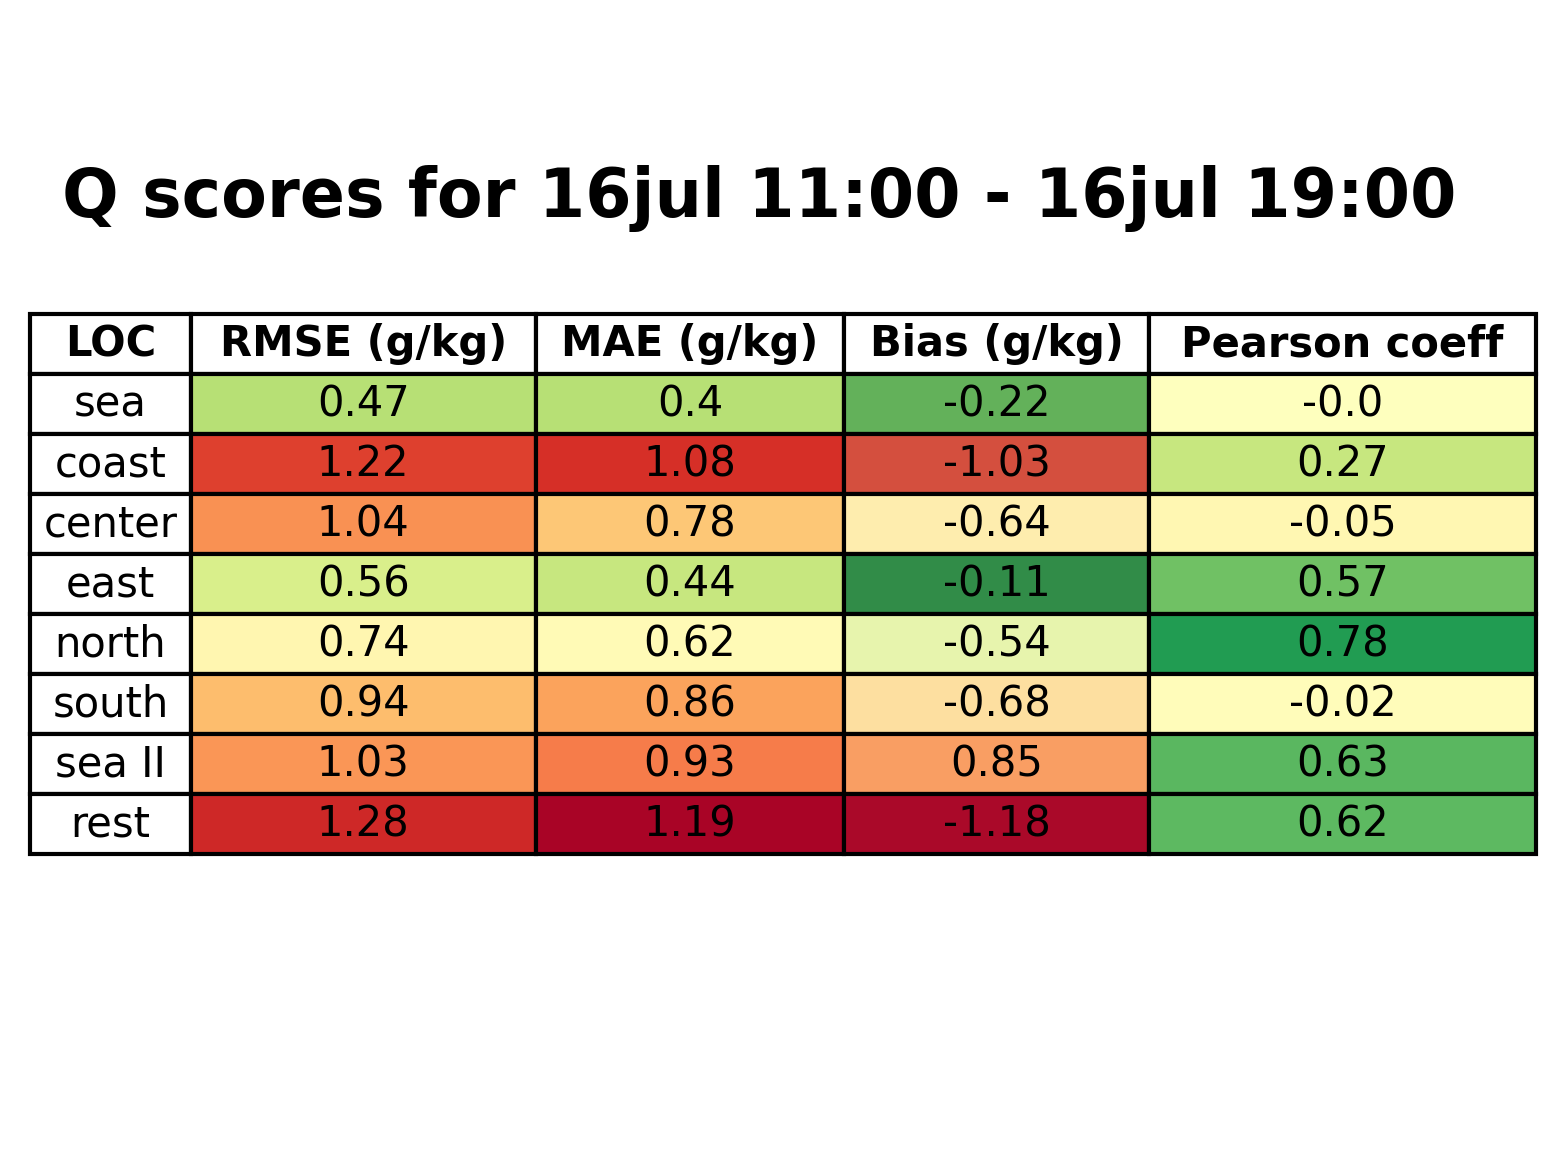 Q scores for 16jul 11:00 - 16jul 19:00
LOC RMSE (g/kg) MAE (g/kg) Bias (g/kg) Pearson coeff
sea 0.47 0.4 -0.22 -0.0
coast 1.22 1.08 -1.03 0.27
center 1.04 0.78 -0.64 -0.05
east 0.56 0.44 -0.11 0.57
north 0.74 0.62 -0.54 0.78
south 0.94 0.86 -0.68 -0.02
sea II 1.03 0.93 0.85 0.63
rest 1.28 1.19 -1.18 0.62